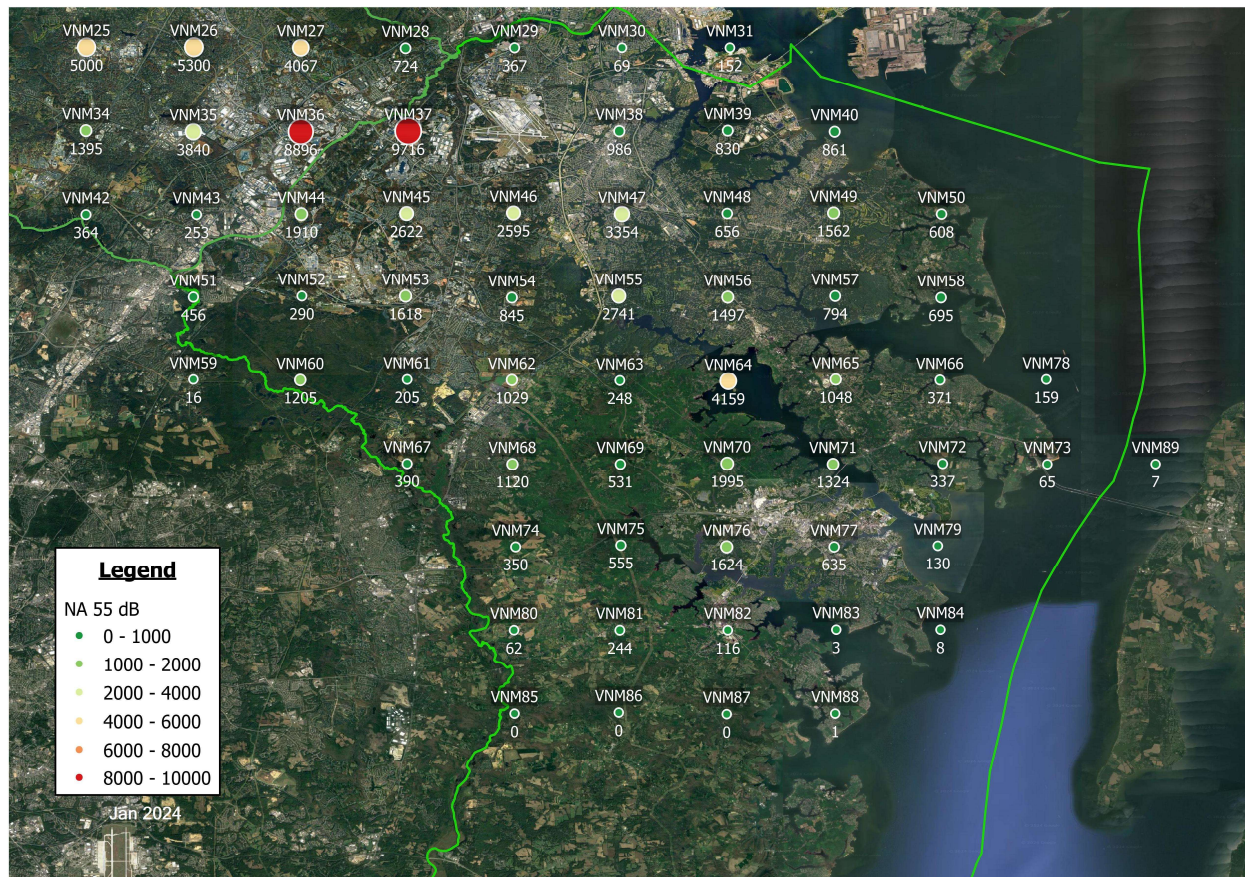 VNM25 VNM26 VNM27 VNM28 VNM29 VNM30 VNM31
5000 5300 4067 724 367 69 152
VNM34 VNM35 VNM36 VNM37 VNM38 VNM39 VNM40
1395 3840 8896 9716 986 830 861
VNM42 VNM43 VNM44 VNM45 VNM46 VNM47 VNM48 VNM49 VNM50
364 253 1910 2622 2595 3354 656 1562 608
VNM51 VNM52 VNM53 VNM54 VNM55 VNM56 VNM57 VNM58
456 290 1618 845 2741 1497 794 695
VNM59 VNM60 VNM61 VNM62 VNM63 VNM64 VNM65 VNM66 VNM78
16 1205 205 1029 248 4159 1048 371 159
VNM67 VNM68 VNM69 VNM70 VNM71 VNM72 VNM73 VNM89
390 1120 531 1995 1324 337 65 7
VNM74 VNM75 VNM76 VNM77 VNM79
350 555 1624 635 130
VNM80 VNM81 VNM82 VNM83 VNM84
62 244 116 3 8
VNM85 VNM86 VNM87 VNM88
0 0 0 1
Legend
NA 55 dB
0 - 1000
1000 - 2000
2000 - 4000
4000 - 6000
6000 - 8000
8000 - 10000
Jan 2024